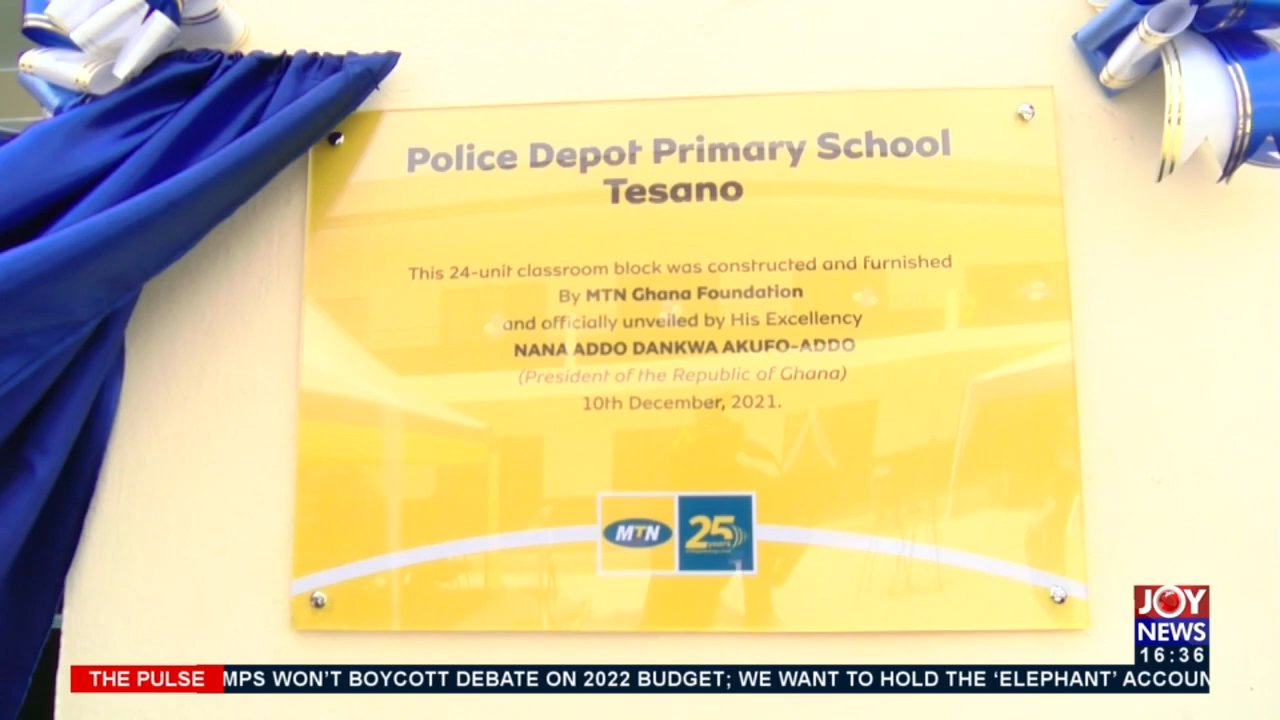 Police Depot Primary School
Tesano
This 24-unit classroom block was constructed and furnished
By MTN Ghana Foundation
and officially unveiled by His Excellency
NANA ADDO DANKWA AKUFO-ADDO
(President of the Republic of Ghana)
10th December, 2021.
MTN
25
years
JOY
NEWS
16:36
THE PULSE
MPS WON'T BOYCOTT DEBATE ON 2022 BUDGET; WE WANT TO HOLD THE 'ELEPHANT' ACCOUN